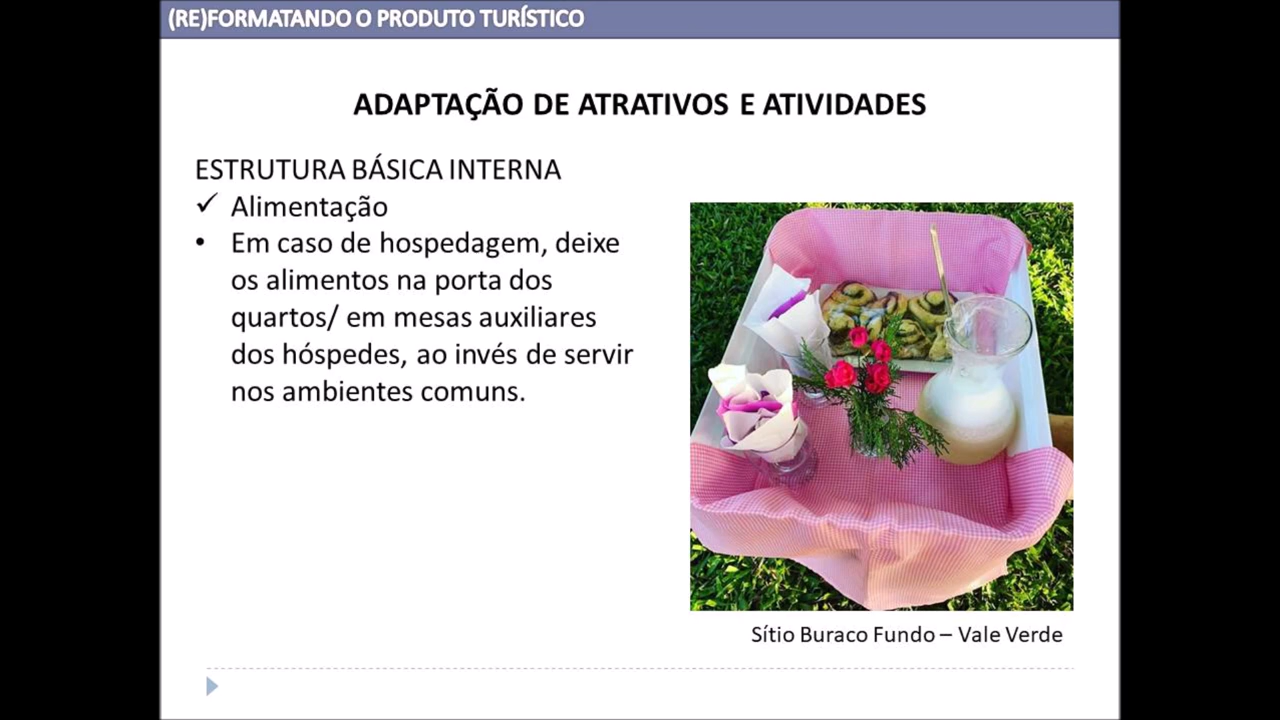 (RE)FORMATANDO O PRODUTO TURÍSTICO
ADAPTAÇÃO DE ATRATIVOS E ATIVIDADES
ESTRUTURA BÁSICA INTERNA
✓ Alimentação
• Em caso de hospedagem, deixe
os alimentos na porta dos
quartos/ em mesas auxiliares
dos hóspedes, ao invés de servir
nos ambientes comuns.
Sítio Buraco Fundo – Vale Verde